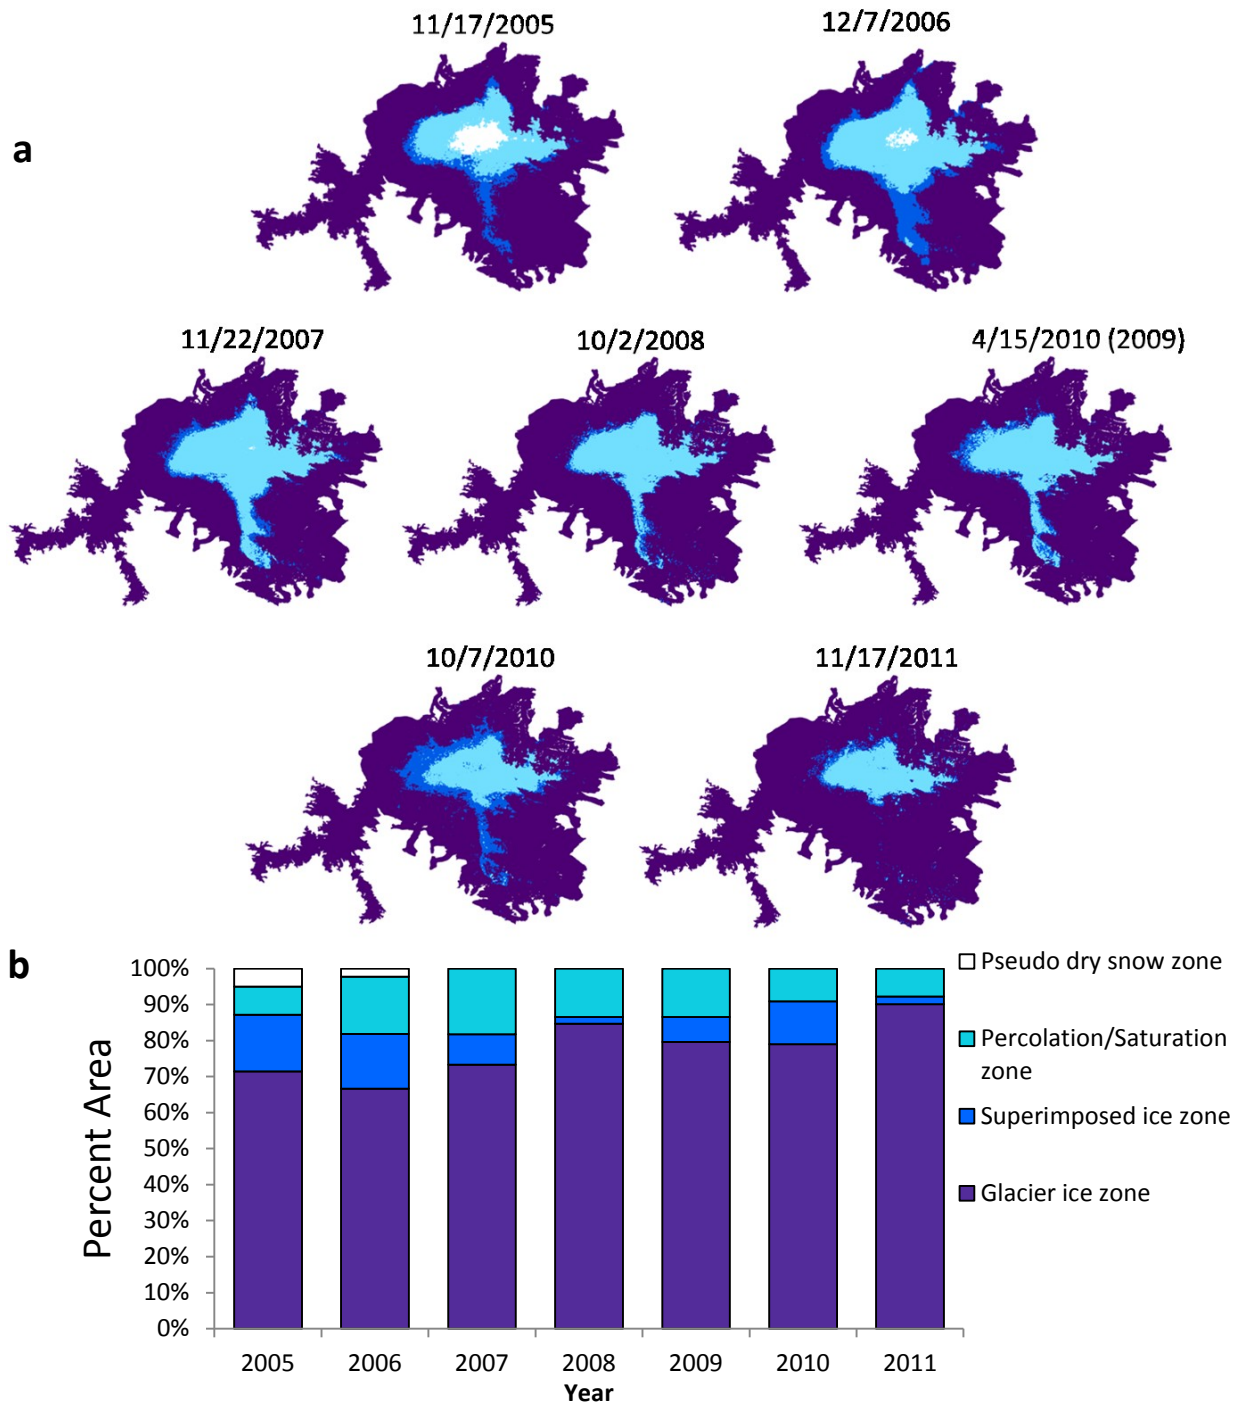 11/17/2005
12/7/2006
a
11/22/2007
10/2/2008
4/15/2010 (2009)
10/7/2010
11/17/2011
b
Percent Area
100%
90%
80%
70%
60%
50%
40%
30%
20%
10%
0%
2005
2006
2007
2008
2009
2010
2011
Year
Pseudo dry snow zone
Percolation/Saturation
zone
Superimposed ice zone
Glacier ice zone